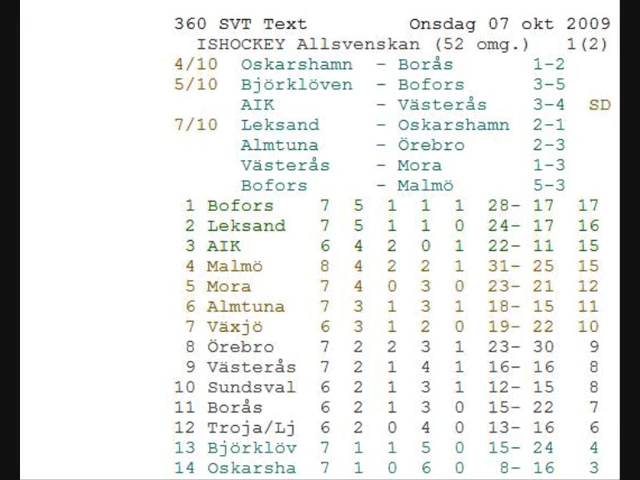 360 SVT Text Onsdag 07 okt 2009
ISHOCKEY Allsvenskan (52 omg.) 1(2)
4/10 Oskarshamn - Borås 1-2
5/10 Björklöven - Bofors 3-5
AIK - Västerås 3-4 SD
7/10 Leksand - Oskarshamn 2-1
Almtuna - Örebro 2-3
Västerås - Mora 1-3
Bofors - Malmö 5-3
1 Bofors 7 5 1 1 1 28- 17 17
2 Leksand 7 5 1 1 0 24- 17 16
3 AIK 6 4 2 0 1 22- 11 15
4 Malmö 8 4 2 2 1 31- 25 15
5 Mora 7 4 0 3 0 23- 21 12
6 Almtuna 7 3 1 3 1 18- 15 11
7 Växjö 6 3 1 2 0 19- 22 10
8 Örebro 7 2 2 3 1 23- 30 9
9 Västerås 7 2 1 4 1 16- 16 8
10 Sundsval 6 2 1 3 1 12- 15 8
11 Borås 6 2 1 3 0 15- 22 7
12 Troja/Lj 6 2 0 4 0 13- 16 6
13 Björklöv 7 1 1 5 0 15- 24 4
14 Oskarsha 7 1 0 6 0 8- 16 3